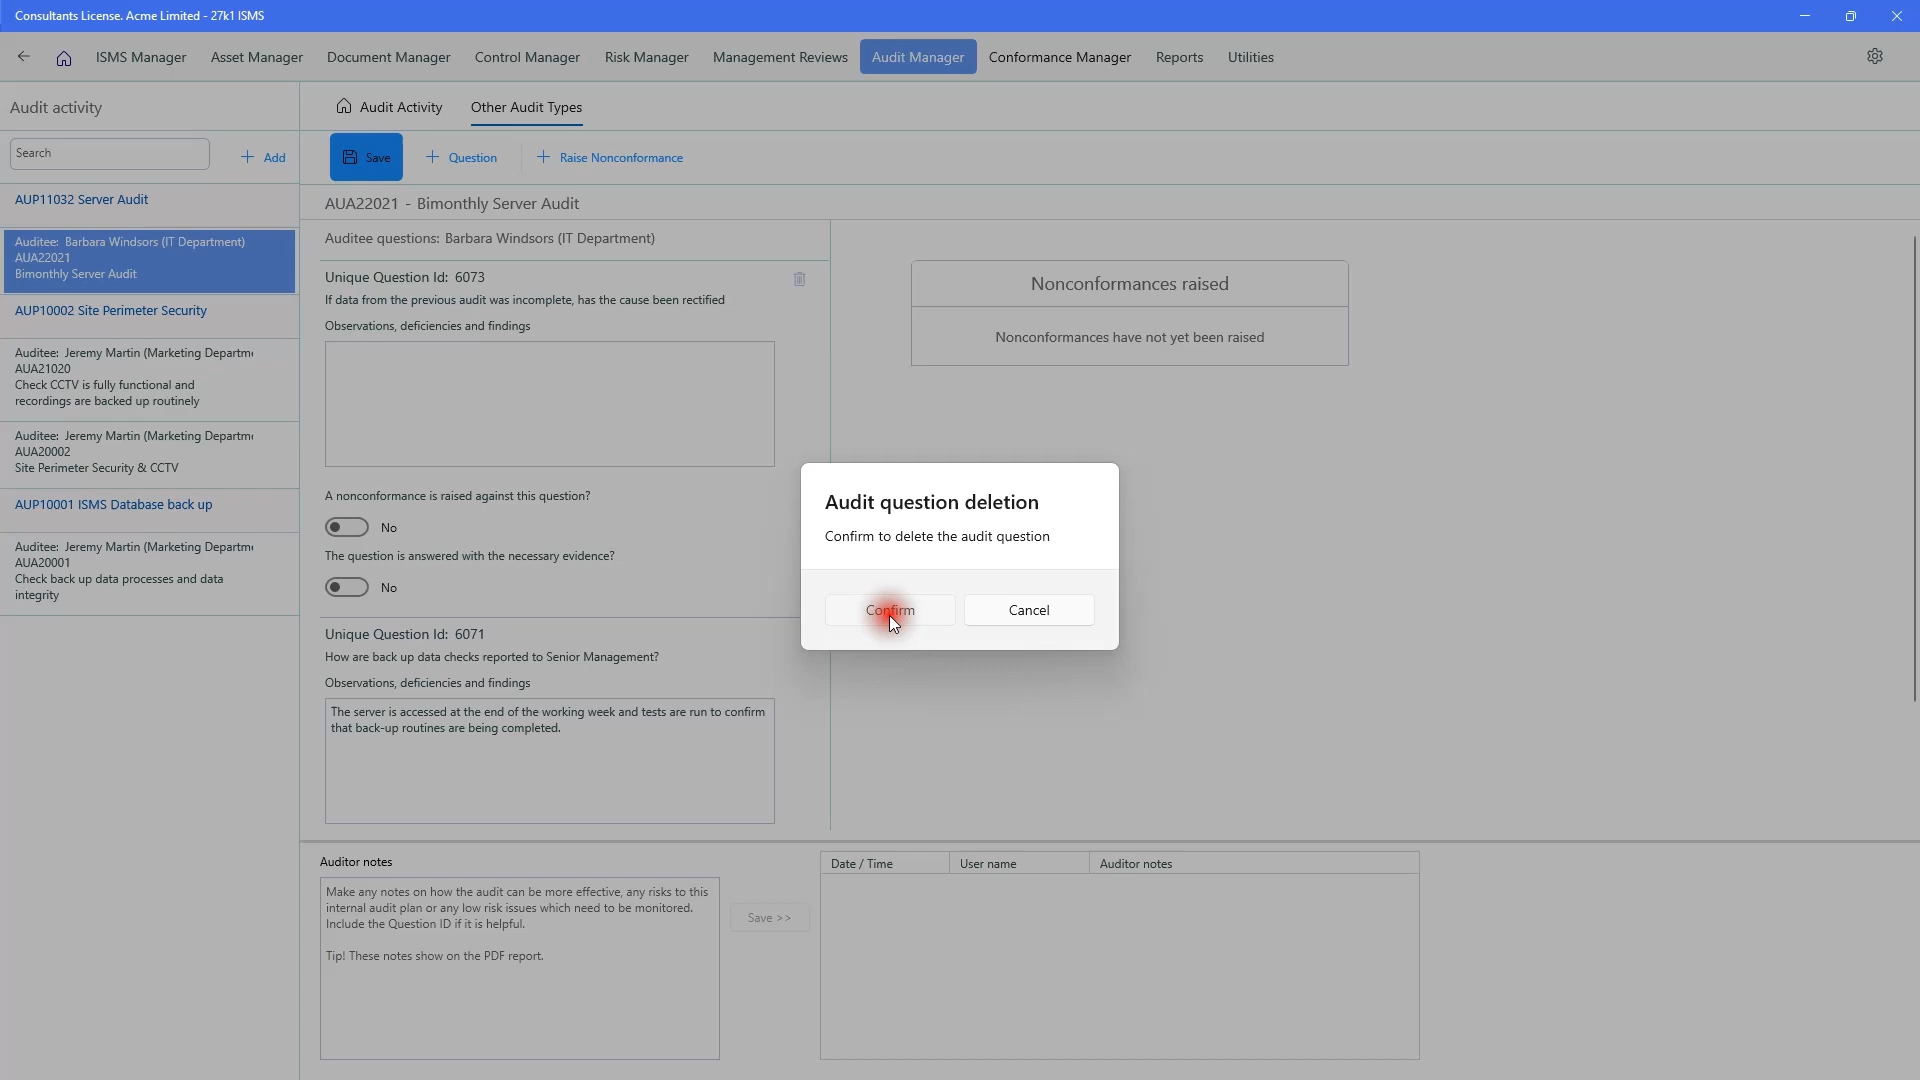 Consultants License. Acme Limited - 27k1 ISMS
ISMS Manager
Asset Manager
Document Manager
Control Manager
Risk Manager
Management Reviews
Audit Manager
Conformance Manager
Reports
Utilities
Audit activity
Search
Add
AUP11032 Server Audit
Auditee: Barbara Windsors (IT Department)
AUA22021
Bimonthly Server Audit
AUP10002 Site Perimeter Security
Auditee: Jeremy Martin (Marketing Departm
AUA21020
Check CCTV is fully functional and
recordings are backed up routinely
Auditee: Jeremy Martin (Marketing Departm
AUA20002
Site Perimeter Security & CCTV
AUP10001 ISMS Database back up
Auditee: Jeremy Martin (Marketing Departm
AUA20001
Check back up data processes and data
integrity
Audit Activity
Other Audit Types
Save
Question
Raise Nonconformance
AUA22021 - Bimonthly Server Audit
Auditee questions: Barbara Windsors (IT Department)
Unique Question Id: 6073
If data from the previous audit was incomplete, has the cause been rectified
Observations, deficiencies and findings
A nonconformance is raised against this question?
No
The question is answered with the necessary evidence?
No
Unique Question Id: 6071
How are back up data checks reported to Senior Management?
Observations, deficiencies and findings
The server is accessed at the end of the working week and tests are run to confirm
that back-up routines are being completed.
Nonconformances raised
Nonconformances have not yet been raised
Audit question deletion
Confirm to delete the audit question
Confirm
Cancel
Auditor notes
Make any notes on how the audit can be more effective, any risks to this
internal audit plan or any low risk issues which need to be monitored.
Include the Question ID if it is helpful.
Tip! These notes show on the PDF report.
Save >>
Date / Time
User name
Auditor notes